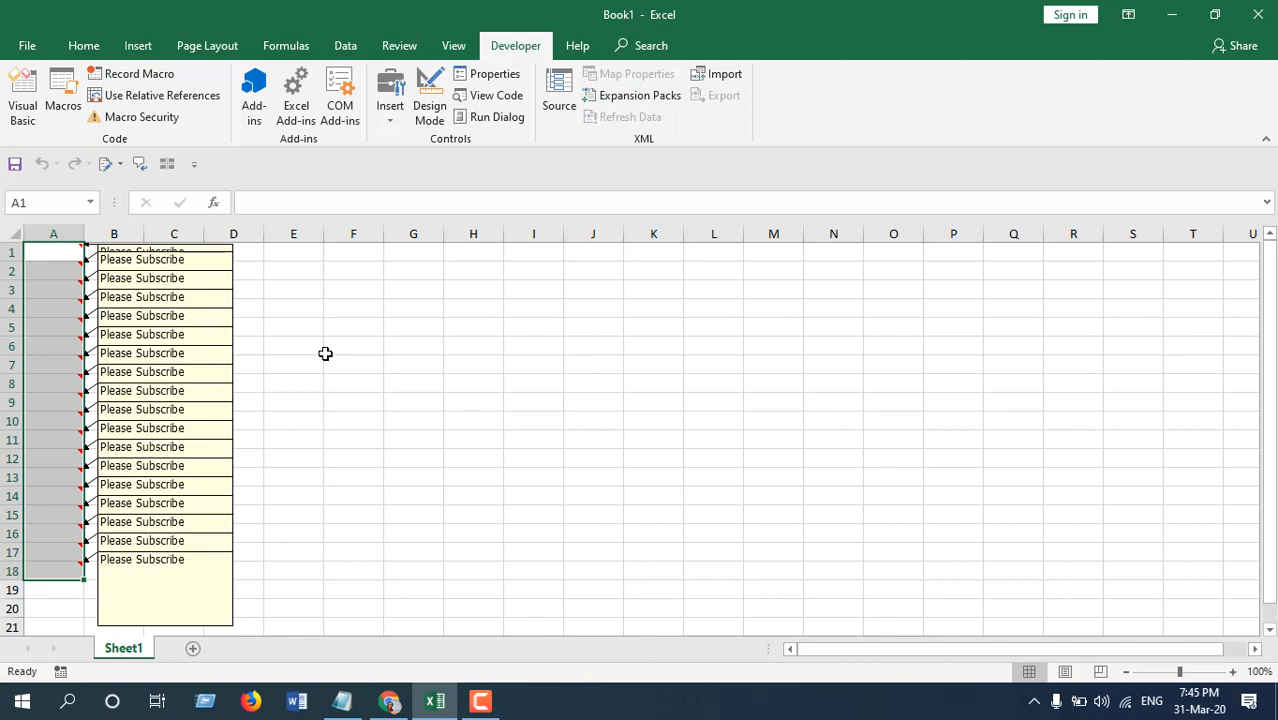 Book1 - Excel
Sign in
File Home Insert Page Layout Formulas Data Review View Developer Help Search Share
Visual Basic
Macros
Record Macro
Use Relative References
Macro Security
Code
Add-ins
Excel Add-ins
COM Add-ins
Add-ins
Insert
Design Mode
Properties
View Code
Run Dialog
Controls
Source
Map Properties
Expansion Packs
Refresh Data
Import
Export
XML
A1
fx
A B C D E F G H I J K L M N O P Q R S T U
1 Please Subscribe
Please Subscribe
2 Please Subscribe
3 Please Subscribe
4 Please Subscribe
5 Please Subscribe
6 Please Subscribe
7 Please Subscribe
8 Please Subscribe
9 Please Subscribe
10 Please Subscribe
11 Please Subscribe
12 Please Subscribe
13 Please Subscribe
14 Please Subscribe
15 Please Subscribe
16 Please Subscribe
17 Please Subscribe
18
19
20
21
Sheet1
Ready
100%
ENG
7:45 PM
31-Mar-20